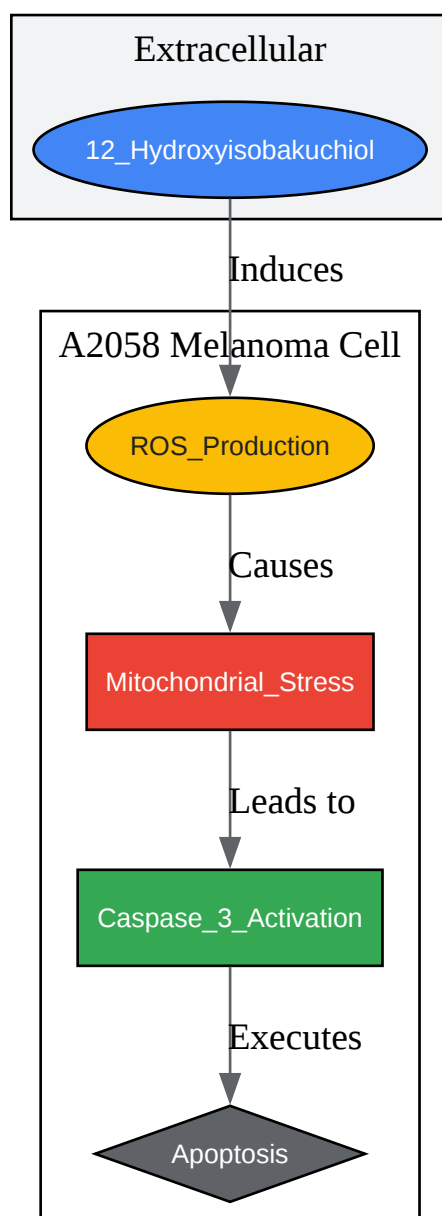 Extracellular
12_Hydroxyisobakuchiol
Induces
A2058 Melanoma Cell
ROS_Production
Causes
Mitochondrial_Stress
Leads to
Caspase_3_Activation
Executes
Apoptosis